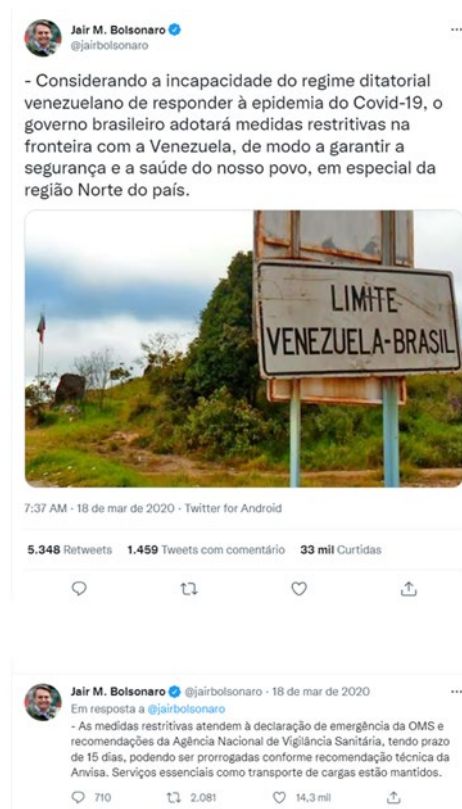 Jair M. Bolsonaro
@jairbolsonaro
- Considerando a incapacidade do regime ditatorial
venezuelano de responder à epidemia do Covid-19, o
governo brasileiro adotará medidas restritivas na
fronteira com a Venezuela, de modo a garantir a
segurança e a saúde do nosso povo, em especial da
região Norte do país.
LIMITE
VENEZUELA-BRASIL
7:37 AM · 18 de mar de 2020 · Twitter for Android
5.348 Retweets 1.459 Tweets com comentário 33 mil Curtidas
Jair M. Bolsonaro @jairbolsonaro · 18 de mar de 2020
Em resposta a @jairbolsonaro
- As medidas restritivas atendem à declaração de emergência da OMS e
recomendações da Agência Nacional de Vigilância Sanitária, tendo prazo
de 15 dias, podendo ser prorrogadas conforme recomendação técnica da
Anvisa. Serviços essenciais como transporte de cargas estão mantidos.
710 2.081 14,3 mil